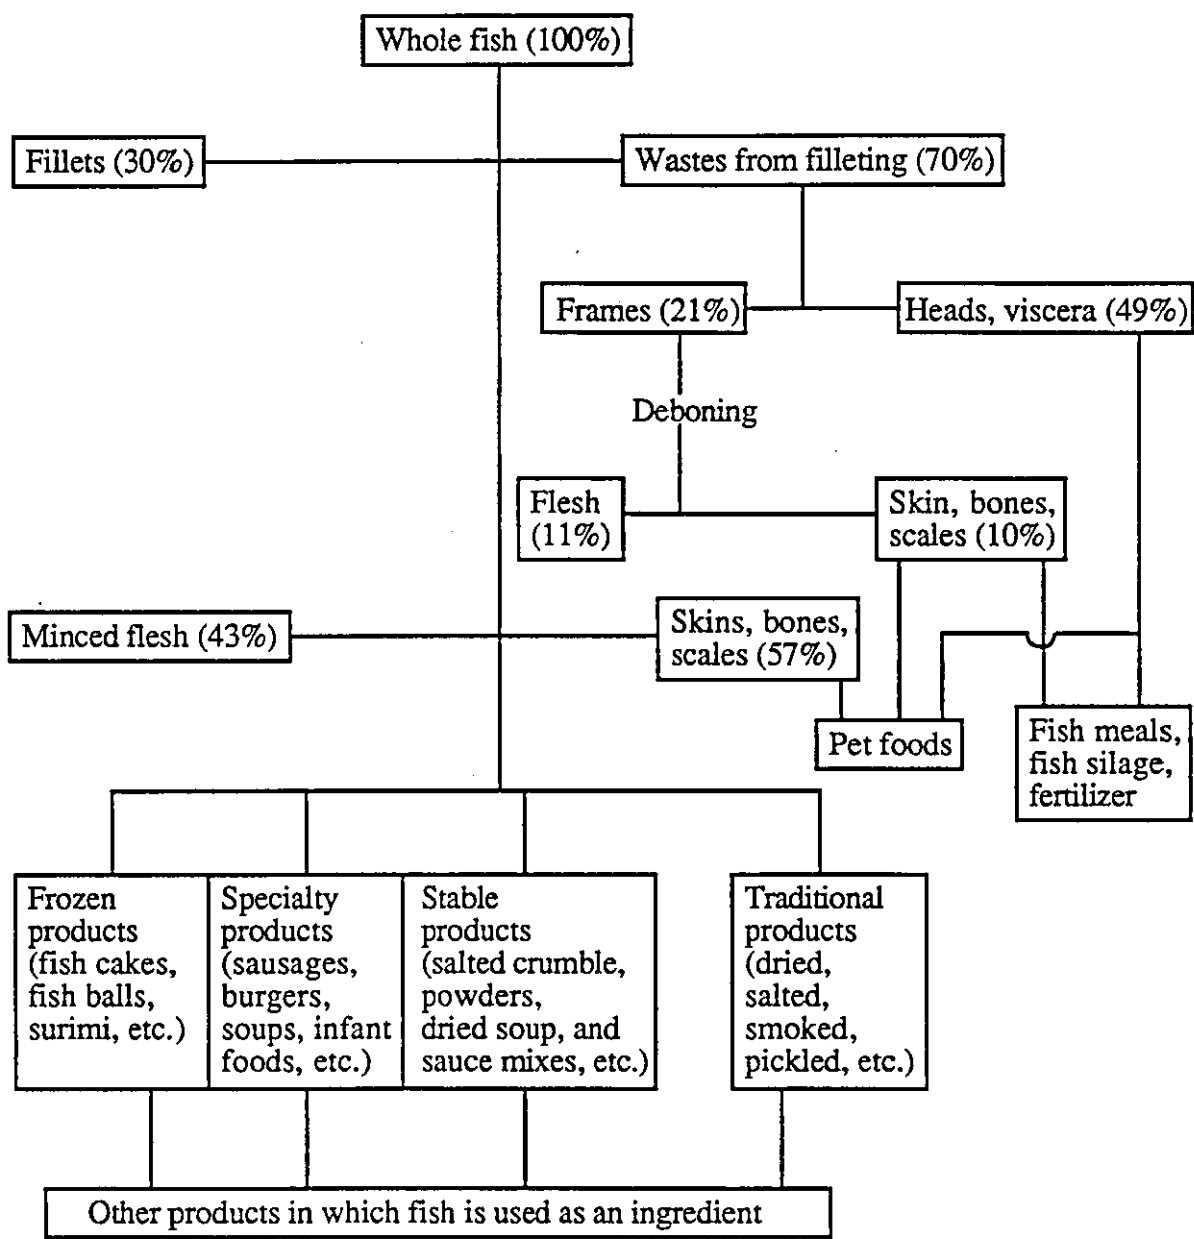 Whole fish (100%)
Fillets (30%)
Wastes from filleting (70%)
Frames (21%)
Heads, viscera (49%)
Deboning
Flesh
(11%)
Skin, bones,
scales (10%)
Minced flesh (43%)
Skins, bones,
scales (57%)
Pet foods
Fish meals,
fish silage,
fertilizer
Frozen
products
(fish cakes,
fish balls,
surimi, etc.)
Specialty
products
(sausages,
burgers,
soups, infant
foods, etc.)
Stable
products
(salted crumble,
powders,
dried soup, and
sauce mixes, etc.)
Traditional
products
(dried,
salted,
smoked,
pickled, etc.)
Other products in which fish is used as an ingredient